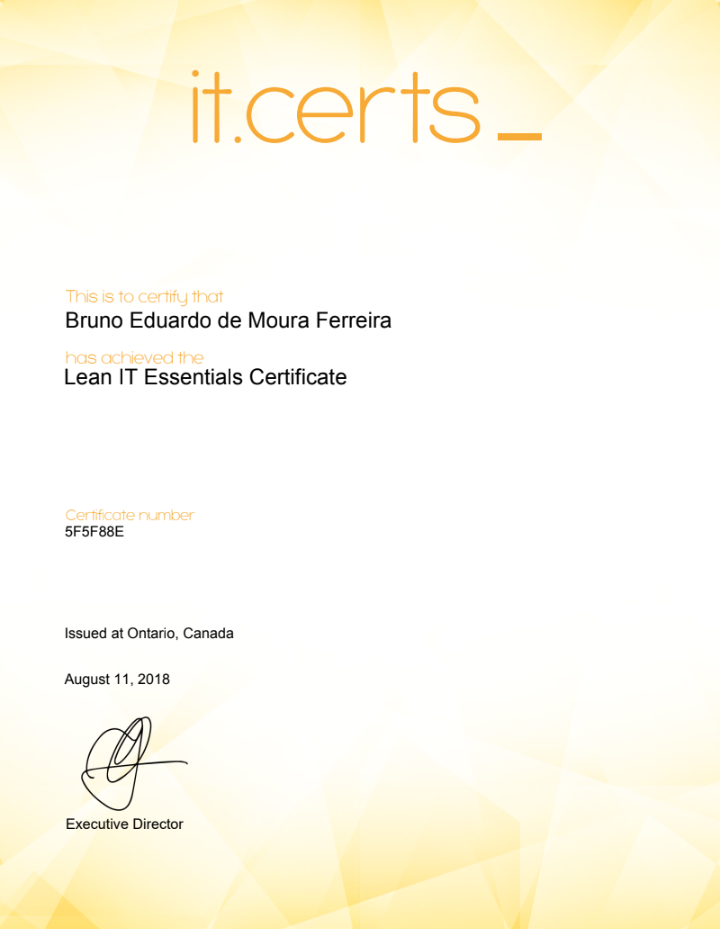 it.certs_
This is to certify that
Bruno Eduardo de Moura Ferreira
has achieved the
Lean IT Essentials Certificate
Certificate number
5F5F88E
Issued at Ontario, Canada
August 11, 2018
Executive Director